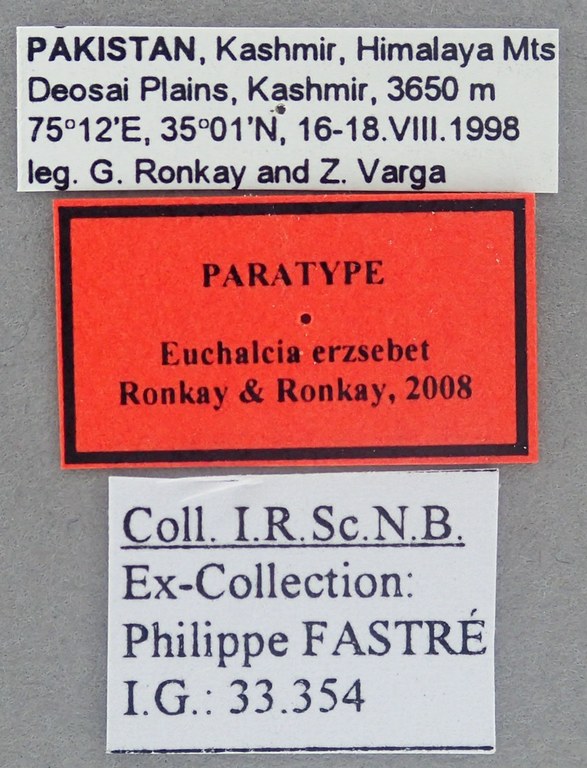 PAKISTAN, Kashmir, Himalaya Mts
Deosai Plains, Kashmir, 3650 m
75°12'E, 35°01'N, 16-18.VIII.1998
leg. G. Ronkay and Z. Varga
PARATYPE
Euchalcia erzsebet
Ronkay & Ronkay, 2008
Coll. I.R.Sc.N.B.
Ex-Collection:
Philippe FASTRÉ
I.G.: 33.354